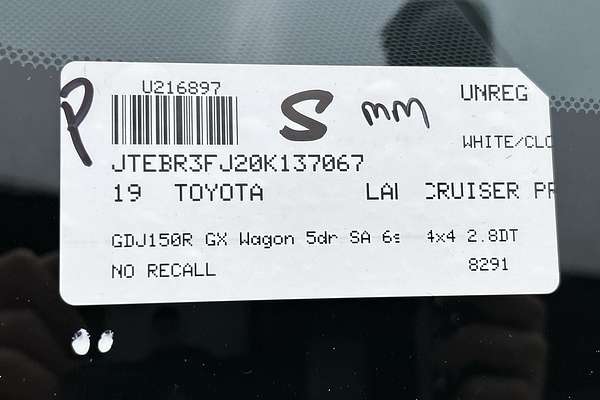 U216897
P S mm UNREG
WHITE/CLO
JTEBR3FJ20K137067
19 TOYOTA LAN CRUISER PR
GDJ150R GX Wagon 5dr SA 6s 4x4 2.8DT
NO RECALL 8291